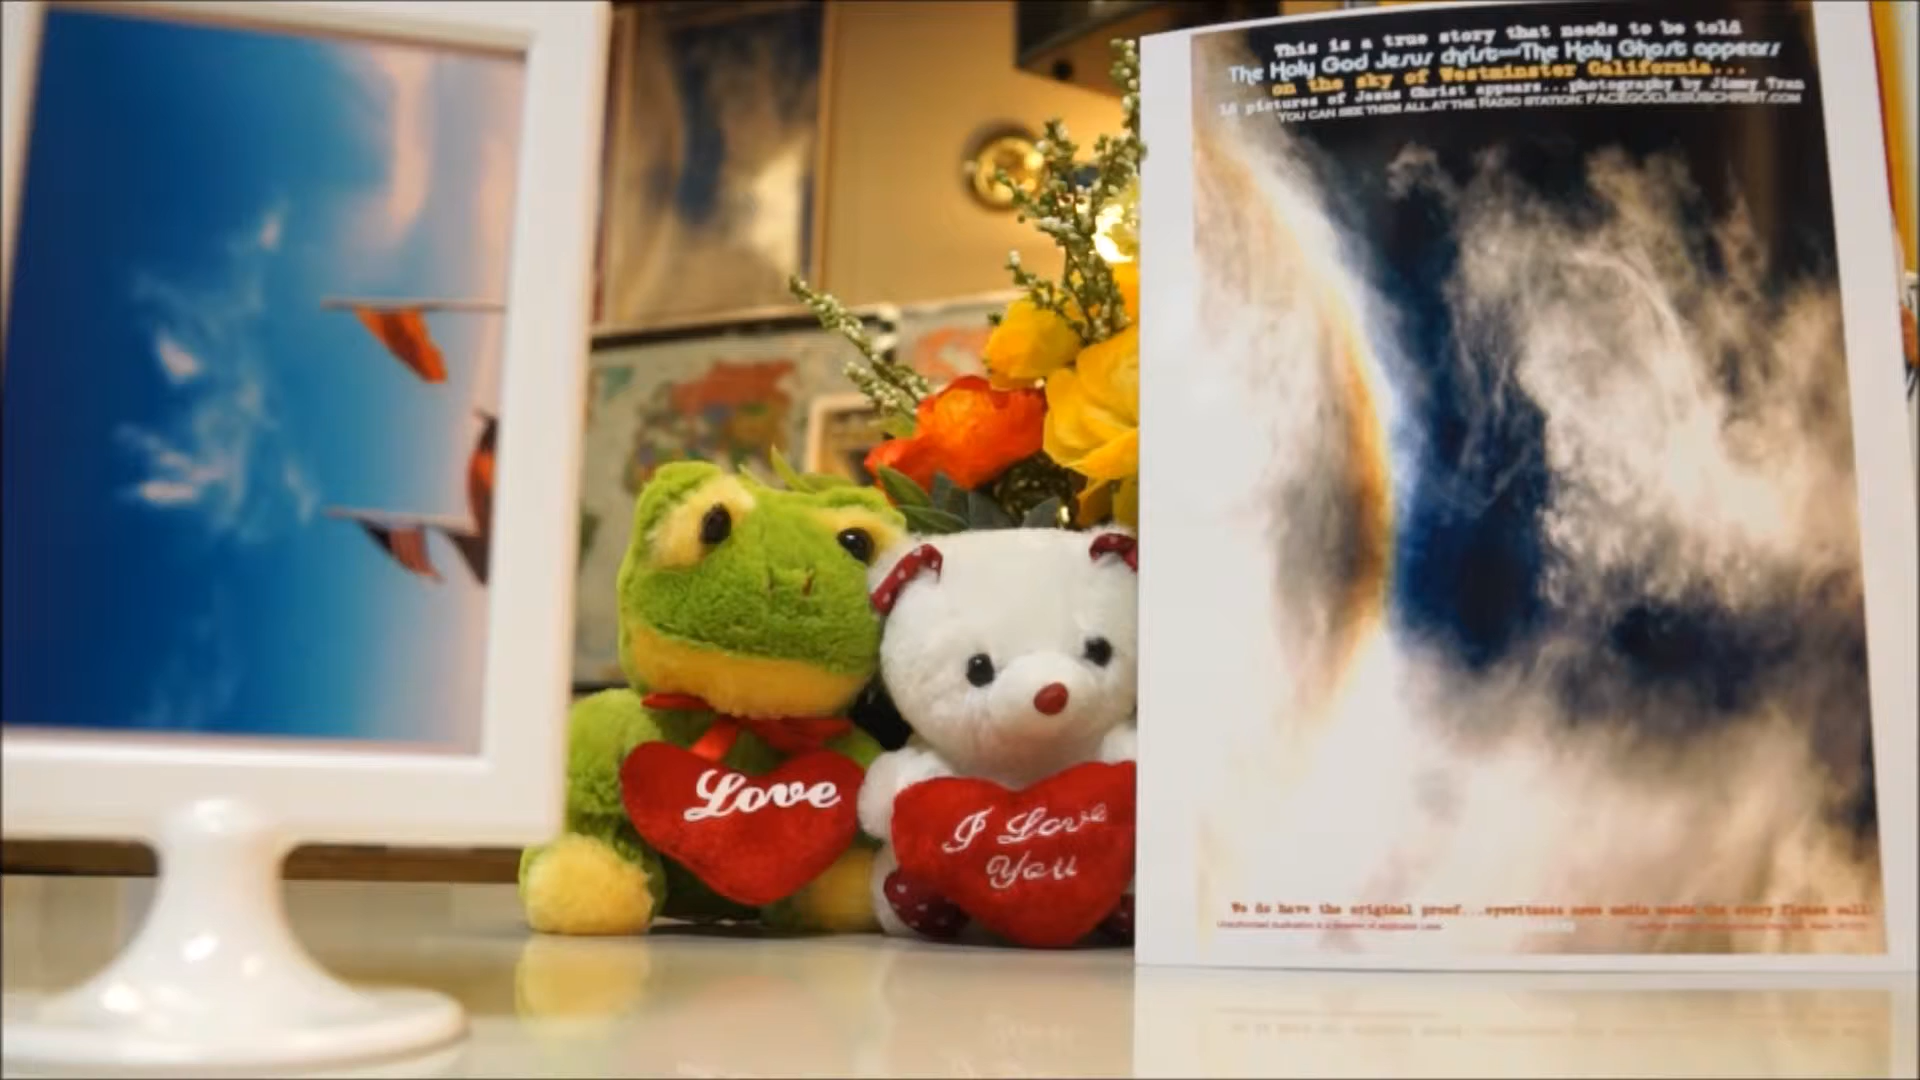 This is a true story that needs to be told
The Holy God Jesus christ The Holy Ghost appears
on the sky of Westminster California...
16 pictures of Jesus Christ appears...photography by Jimmy Tran
YOU CAN SEE THEM ALL AT THE RADIO STATION: FACEGODJESUSCHRIST.COM
Love
I Love
You
We do have the original proof...eyewitness news media needs the story please call